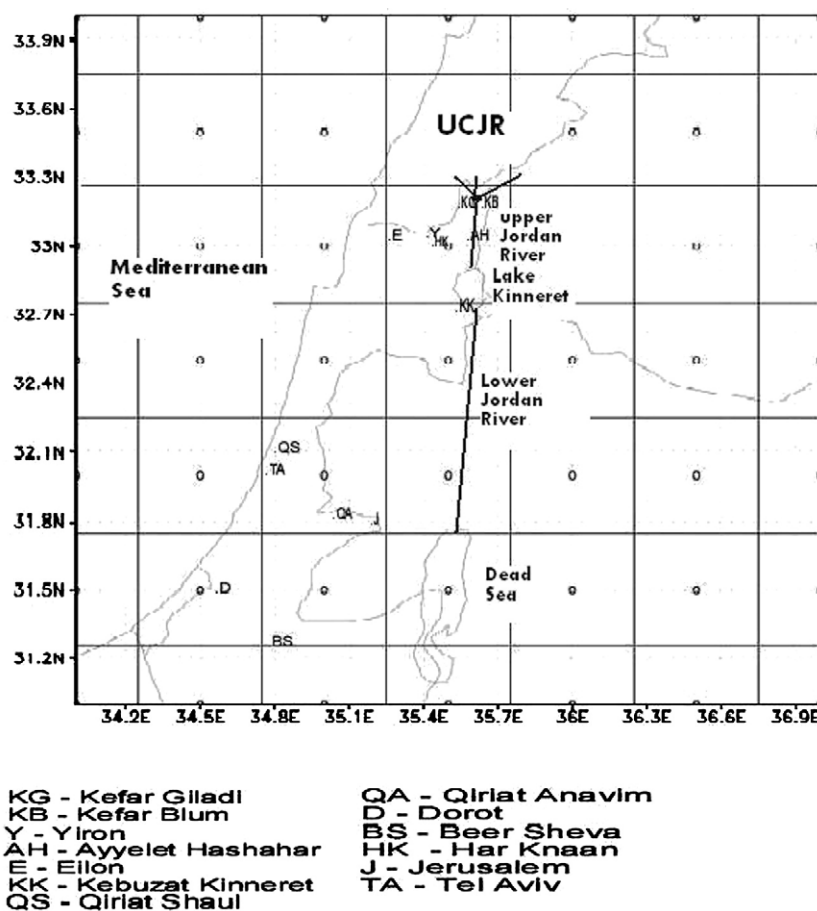 33.9N
33.6N
UCJR
33.3N
KG KB
upper
Jordan
River
E Y HK AH
33N
Mediterranean
Sea
Lake
Kinneret
32.7N
KK
32.4N
Lower
Jordan
River
32.1N
QS
TA
31.8N
QA J
Dead
Sea
31.5N
D
BS
31.2N
34.2E 34.5E 34.8E 35.1E 35.4E 35.7E 36E 36.3E 36.6E 36.9E
KG - Kefar Giladi
KB - Kefar Blum
Y - Yiron
AH - Ayyelet Hashahar
E - Eilon
KK - Kebuzat Kinneret
QS - Qiriat Shaul
QA - Qiriat Anavim
D - Dorot
BS - Beer Sheva
HK - Har Knaan
J - Jerusalem
TA - Tel Aviv